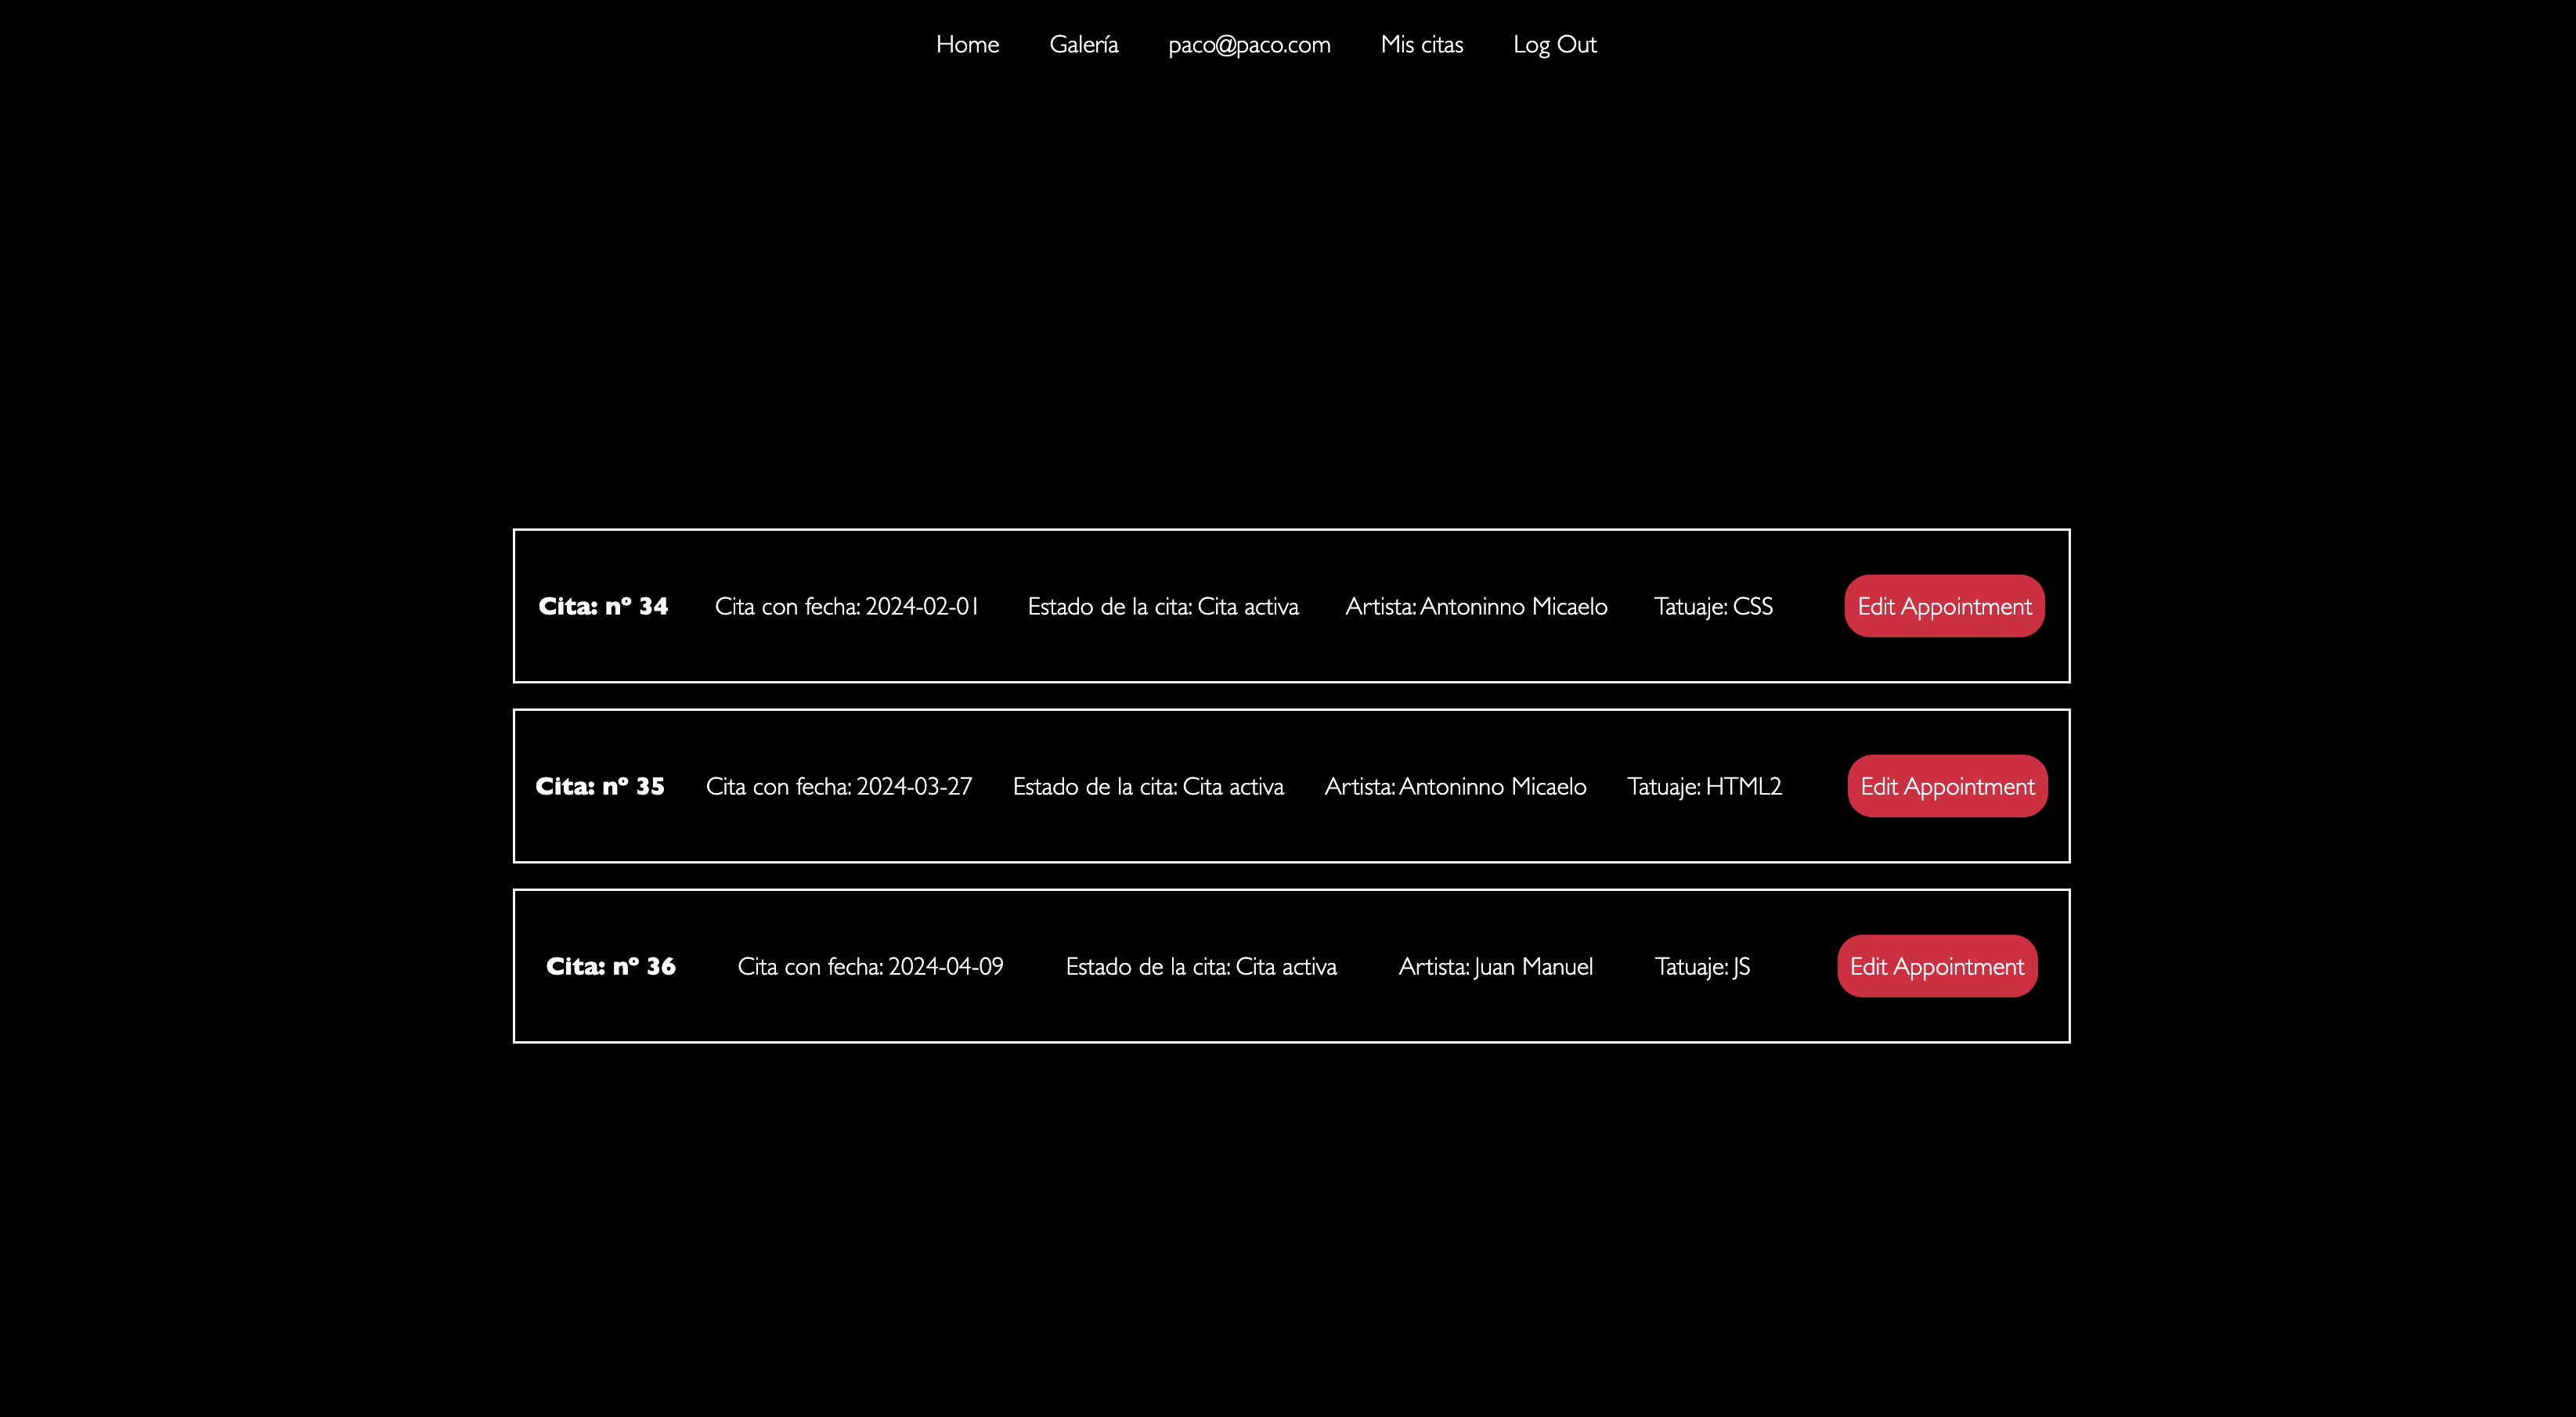 Home Galería paco@paco.com Mis citas Log Out
Cita: nº 34 Cita con fecha: 2024-02-01 Estado de la cita: Cita activa Artista: Antoninno Micaelo Tatuaje: CSS Edit Appointment
Cita: nº 35 Cita con fecha: 2024-03-27 Estado de la cita: Cita activa Artista: Antoninno Micaelo Tatuaje: HTML2 Edit Appointment
Cita: nº 36 Cita con fecha: 2024-04-09 Estado de la cita: Cita activa Artista: Juan Manuel Tatuaje: JS Edit Appointment